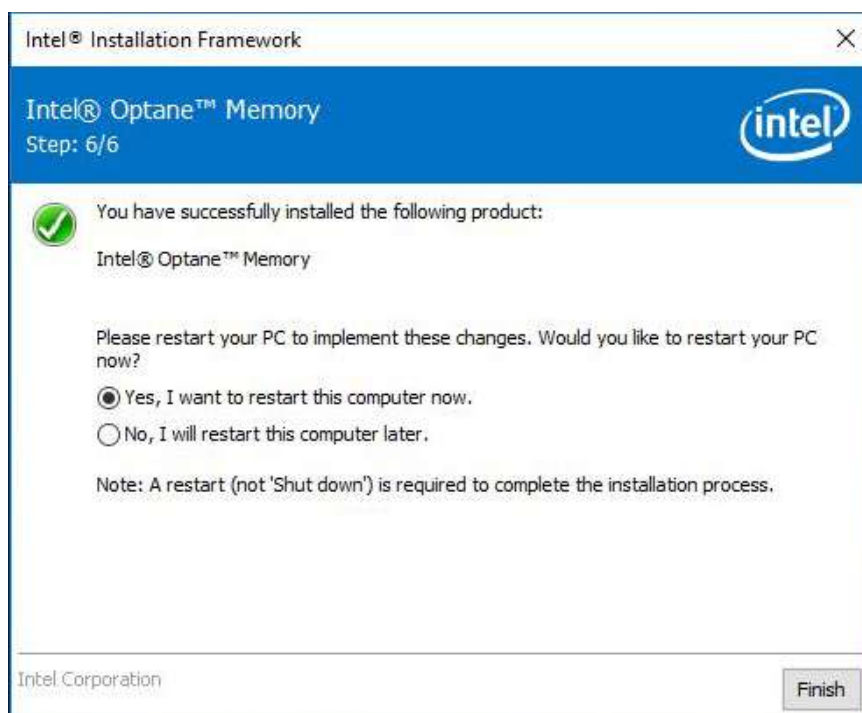 Intel® Installation Framework
Intel® Optane™ Memory
Step: 6/6
intel
You have successfully installed the following product:
Intel® Optane™ Memory
Please restart your PC to implement these changes. Would you like to restart your PC
now?
Yes, I want to restart this computer now.
No, I will restart this computer later.
Note: A restart (not 'Shut down') is required to complete the installation process.
Intel Corporation
Finish